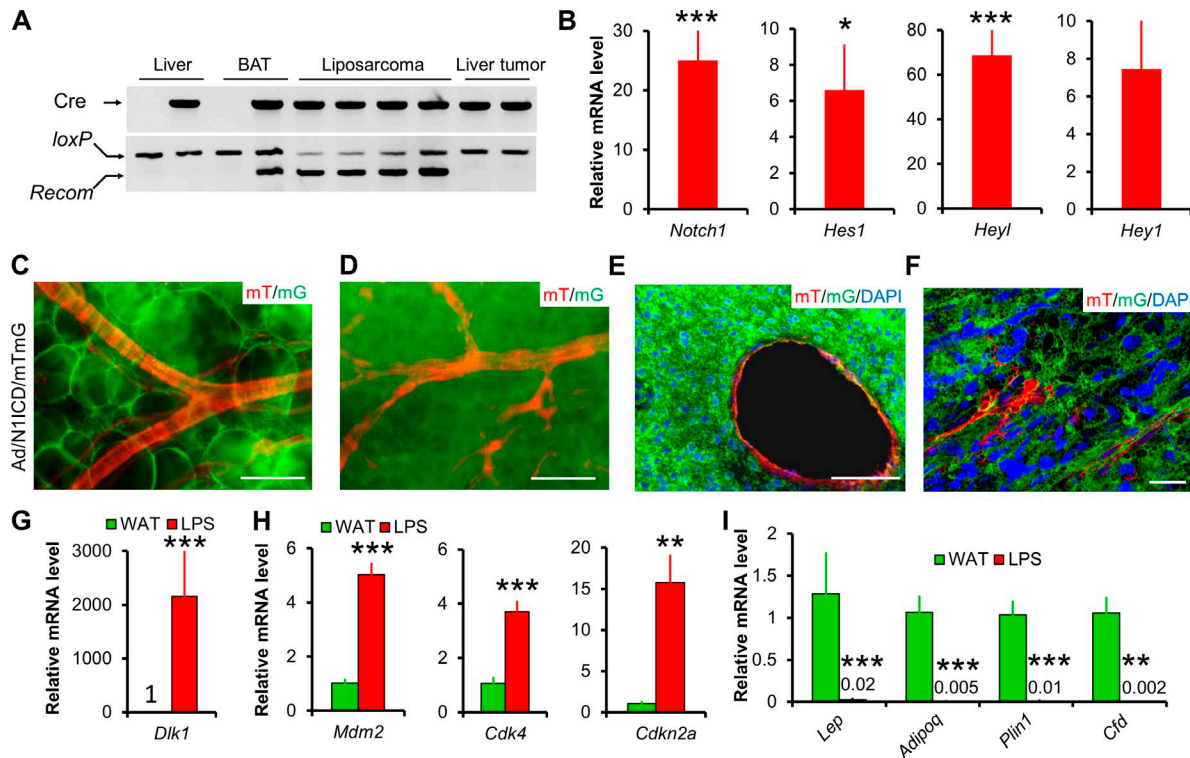 A
Liver BAT Liposarcoma Liver tumor
Cre
loxP
Recom
B
Relative mRNA level
30
20
10
0
Notch1
***
10
8
6
4
2
0
Hes1
*
80
60
40
20
0
Heyl
***
10
8
6
4
2
0
Hey1
Ad/N1ICD/mTmG
C
mT/mG
D
mT/mG
E
mT/mG/DAPI
F
mT/mG/DAP
G
WAT LPS
Relative mRNA level
3000
2000
1000
0
***
1
Dlk1
H
WAT LPS
Relative mRNA level
6
4
2
0
***
Mdm2
6
4
2
0
***
Cdk4
20
15
10
5
0
**
Cdkn2a
I
WAT LPS
Relative mRNA level
2
1.5
1
0.5
0
*** *** *** **
0.02 0.005 0.01 0.002
Lep Adipoq Plin1 Cfd